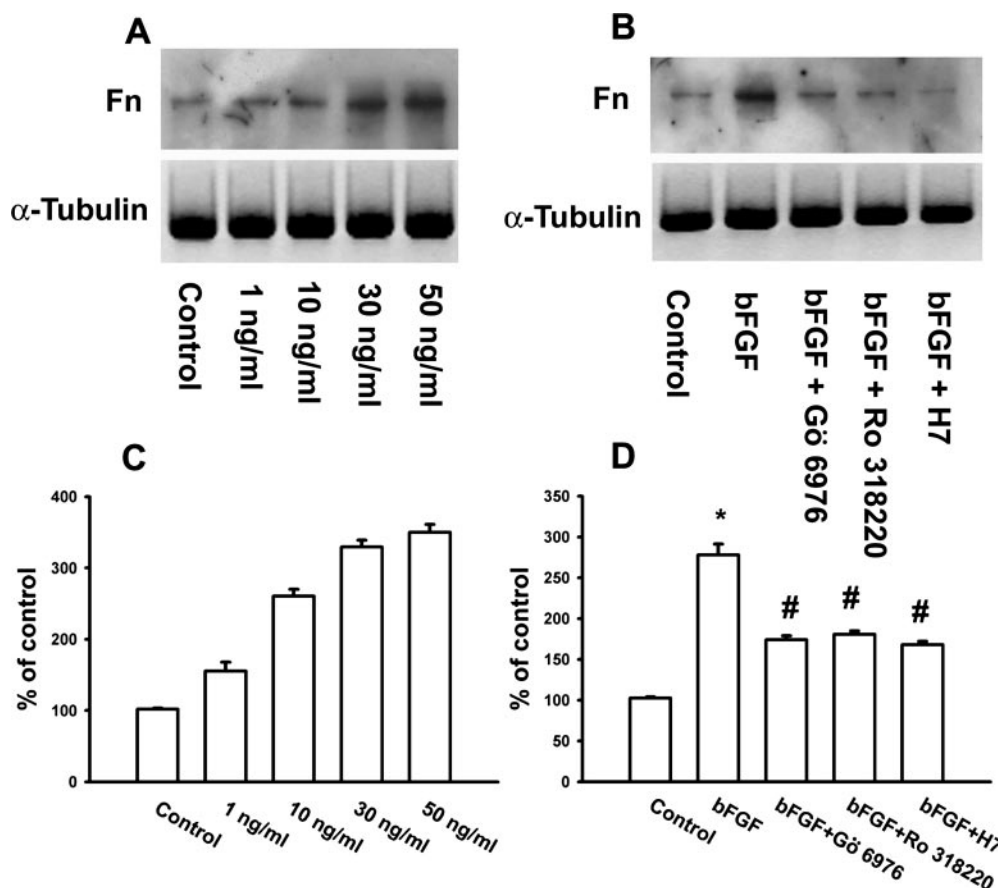 A
Fn
α-Tubulin
Control
1 ng/ml
10 ng/ml
30 ng/ml
50 ng/ml
B
Fn
α-Tubulin
Control
bFGF
bFGF + Gö 6976
bFGF + Ro 318220
bFGF + H7
C
% of control
400
300
200
100
0
Control
1 ng/ml
10 ng/ml
30 ng/ml
50 ng/ml
D
% of control
350
300
250
200
150
100
50
0
*
#
#
#
Control
bFGF
bFGF+Gö 6976
bFGF+Ro 318220
bFGF+H7